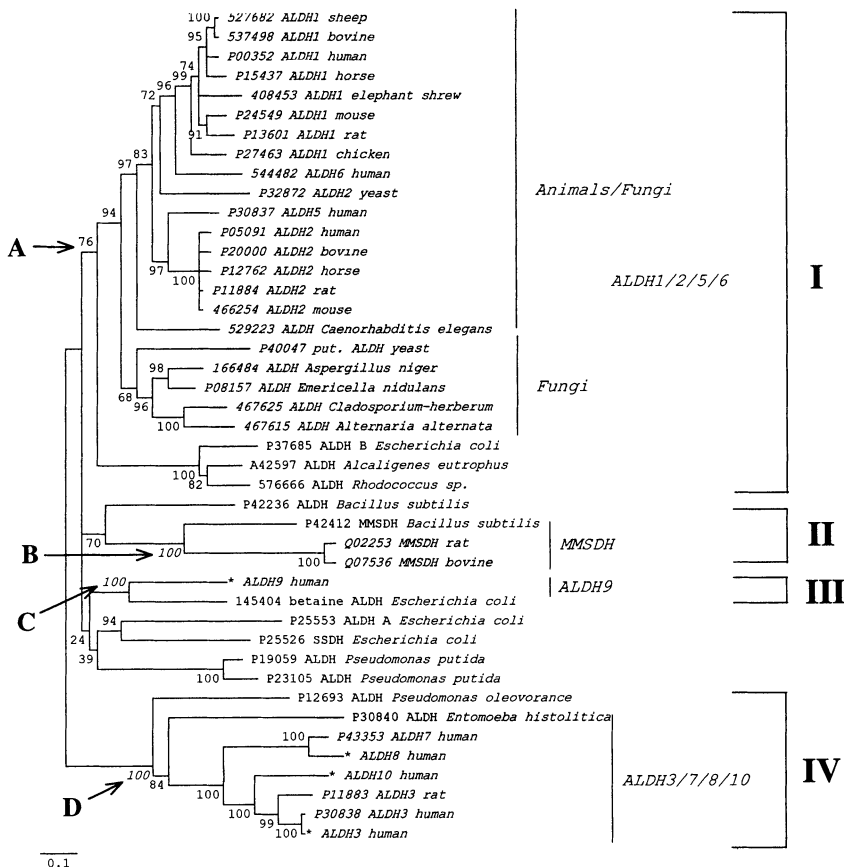 100 527682 ALDH1 sheep
95 537498 ALDH1 bovine
P00352 ALDH1 human
74
99 P15437 ALDH1 horse
96
72 408453 ALDH1 elephant shrew
P24549 ALDH1 mouse
91 P13601 ALDH1 rat
83 P27463 ALDH1 chicken
97 544482 ALDH6 human
P32872 ALDH2 yeast
Animals/Fungi
94 P30837 ALDH5 human
P05091 ALDH2 human
A 76 P20000 ALDH2 bovine
97 100 P12762 ALDH2 horse
ALDH1/2/5/6
I
P11884 ALDH2 rat
466254 ALDH2 mouse
529223 ALDH Caenorhabditis elegans
P40047 put. ALDH yeast
98 166484 ALDH Aspergillus niger
68 P08157 ALDH Emericella nidulans
Fungi
96 467625 ALDH Cladosporium-herberum
100 467615 ALDH Alternaria alternata
P37685 ALDH B Escherichia coli
100 A42597 ALDH Alcaligenes eutrophus
82 576666 ALDH Rhodococcus sp.
P42236 ALDH Bacillus subtilis
P42412 MMSDH Bacillus subtilis
II
70
B 100 Q02253 MMSDH rat
MMSDH
100 Q07536 MMSDH bovine
100 * ALDH9 human
ALDH9
III
C 145404 betaine ALDH Escherichia coli
94 P25553 ALDH A Escherichia coli
24 P25526 SSDH Escherichia coli
39 P19059 ALDH Pseudomonas putida
100 P23105 ALDH Pseudomonas putida
P12693 ALDH Pseudomonas oleovorance
P30840 ALDH Entomoeba histolitica
100 P43353 ALDH7 human
* ALDH8 human
D 100 84 * ALDH10 human
ALDH3/7/8/10
IV
100 P11883 ALDH3 rat
100 P30838 ALDH3 human
99
100 * ALDH3 human
0.1